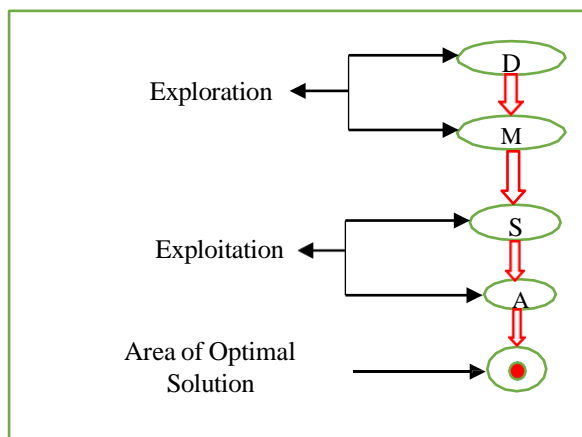 D
Exploration
M
S
Exploitation
A
Area of Optimal
Solution